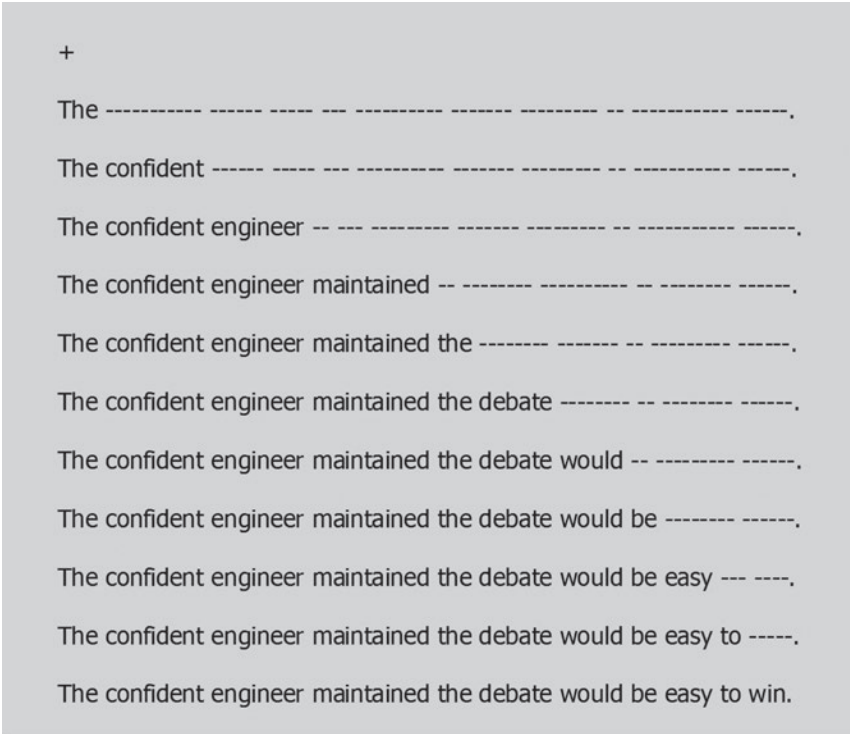 +
The ----------- ------ ----- --- ---------- ------- --------- -- ----------- ------.
The confident ------ ----- --- ---------- ------- --------- -- ----------- ------.
The confident engineer -- --- --------- ------- --------- -- ----------- ------.
The confident engineer maintained -- -------- ---------- -- -------- ------.
The confident engineer maintained the -------- ------- -- --------- ------.
The confident engineer maintained the debate -------- -- -------- ------.
The confident engineer maintained the debate would -- --------- ------.
The confident engineer maintained the debate would be -------- ------.
The confident engineer maintained the debate would be easy --- ----.
The confident engineer maintained the debate would be easy to -----.
The confident engineer maintained the debate would be easy to win.